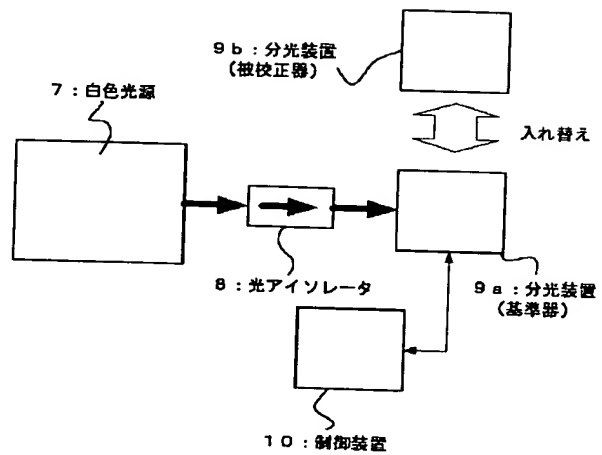 9b：分光装置
（被校正器）
7：白色光源
入れ替え
8：光アイソレータ
9a：分光装置
（基準器）
10：制御装置